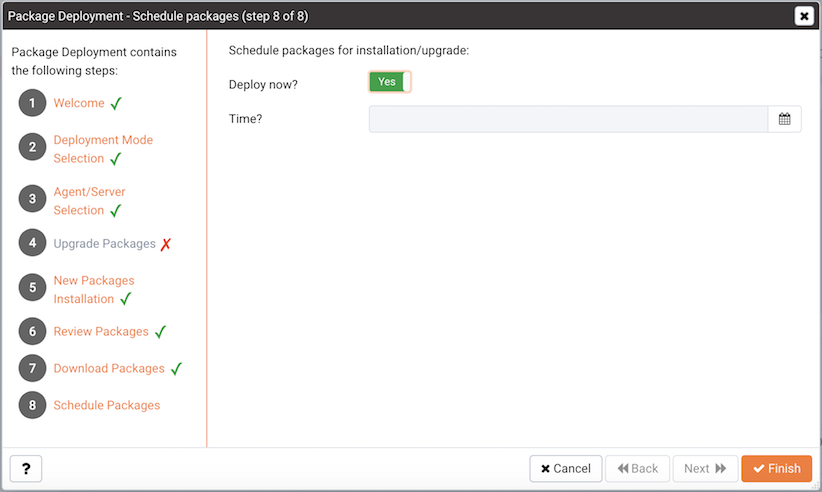 Package Deployment - Schedule packages (step 8 of 8)
Package Deployment contains
the following steps:
1 Welcome
2 Deployment Mode
Selection
3 Agent/Server
Selection
4 Upgrade Packages
5 New Packages
Installation
6 Review Packages
7 Download Packages
8 Schedule Packages
Schedule packages for installation/upgrade:
Deploy now? Yes
Time?
? Cancel Back Next Finish